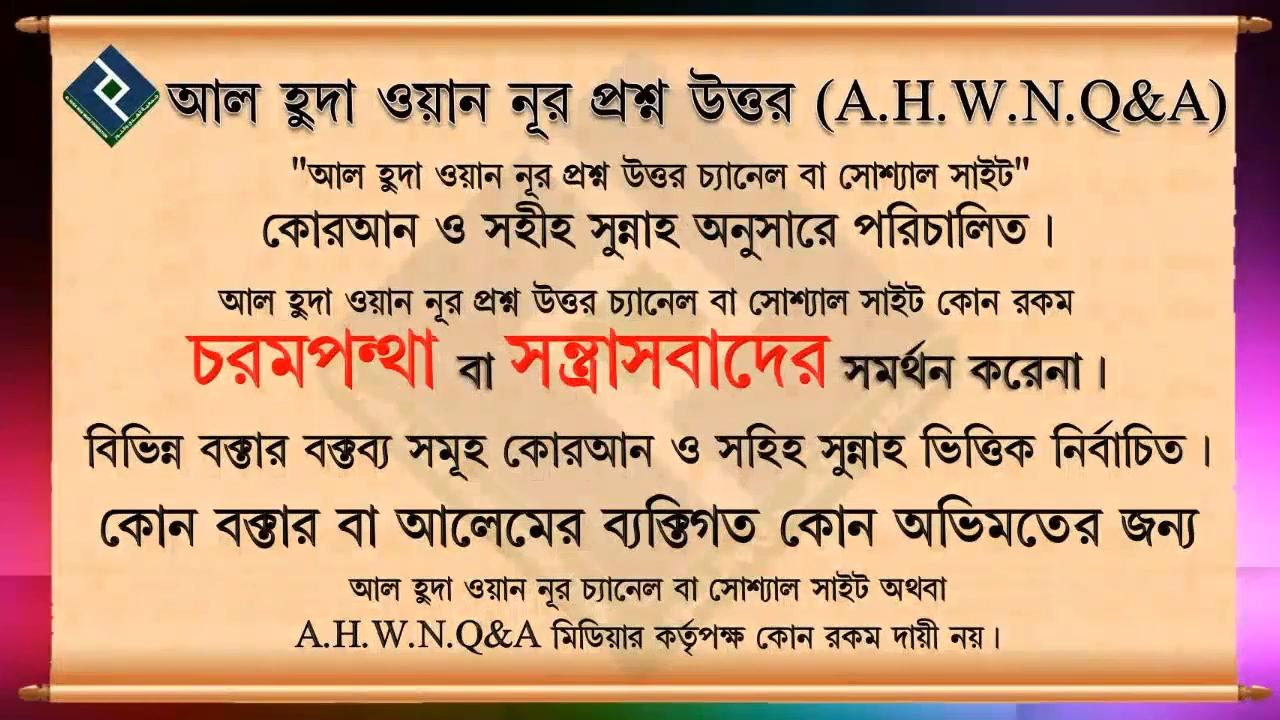 আল হুদা ওয়ান নূর প্রশ্ন উত্তর (A.H.W.N.Q&A)
"আল হুদা ওয়ান নূর প্রশ্ন উত্তর চ্যানেল বা সোশ্যাল সাইট"
কোরআন ও সহীহ সুন্নাহ অনুসারে পরিচালিত।
আল হুদা ওয়ান নূর প্রশ্ন উত্তর চ্যানেল বা সোশ্যাল সাইট কোন রকম
চরমপন্থা বা সন্ত্রাসবাদের সমর্থন করেনা।
বিভিন্ন বক্তার বক্তব্য সমূহ কোরআন ও সহিহ সুন্নাহ ভিত্তিক নির্বাচিত।
কোন বক্তার বা আলেমের ব্যক্তিগত কোন অভিমতের জন্য
আল হুদা ওয়ান নূর চ্যানেল বা সোশ্যাল সাইট অথবা
A.H.W.N.Q&A মিডিয়ার কর্তৃপক্ষ কোন রকম দায়ী নয়।